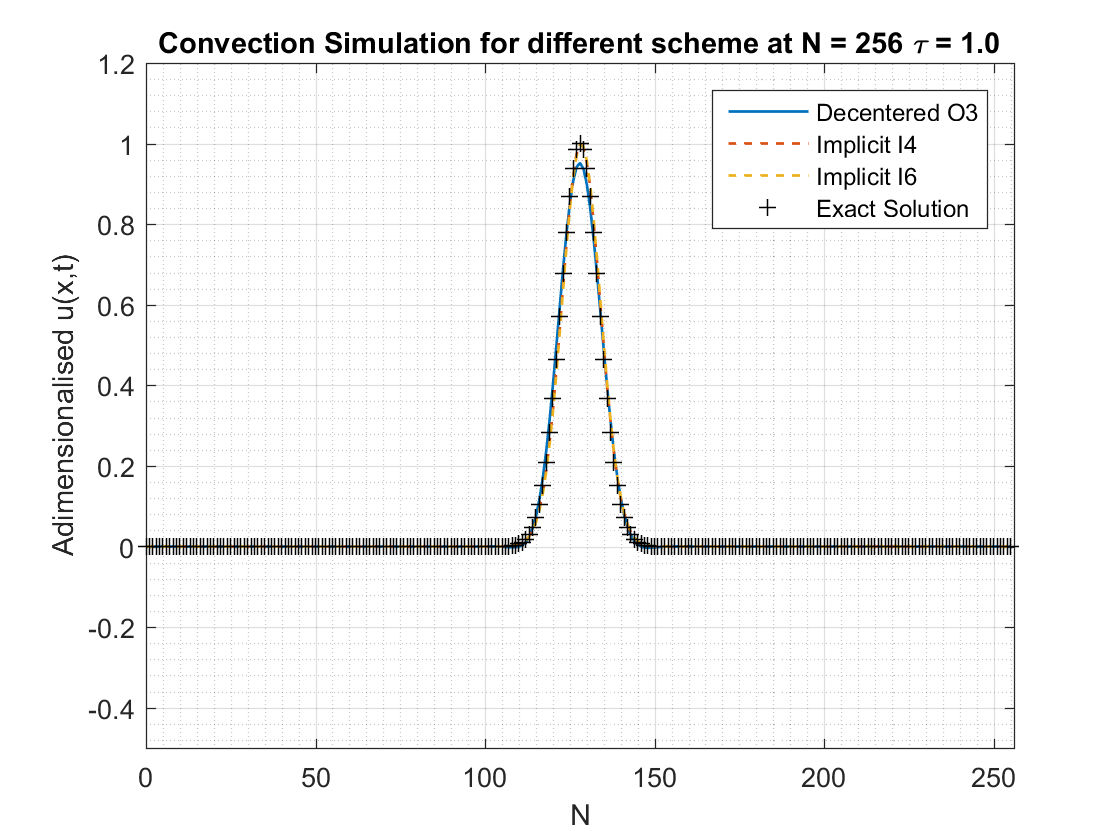 Convection Simulation for different scheme at N = 256 τ = 1.0
1.2
1
0.8
0.6
0.4
0.2
0
-0.2
-0.4
Adimensionalised u(x,t)
Decentered O3
Implicit I4
Implicit I6
Exact Solution
0 50 100 150 200 250
N